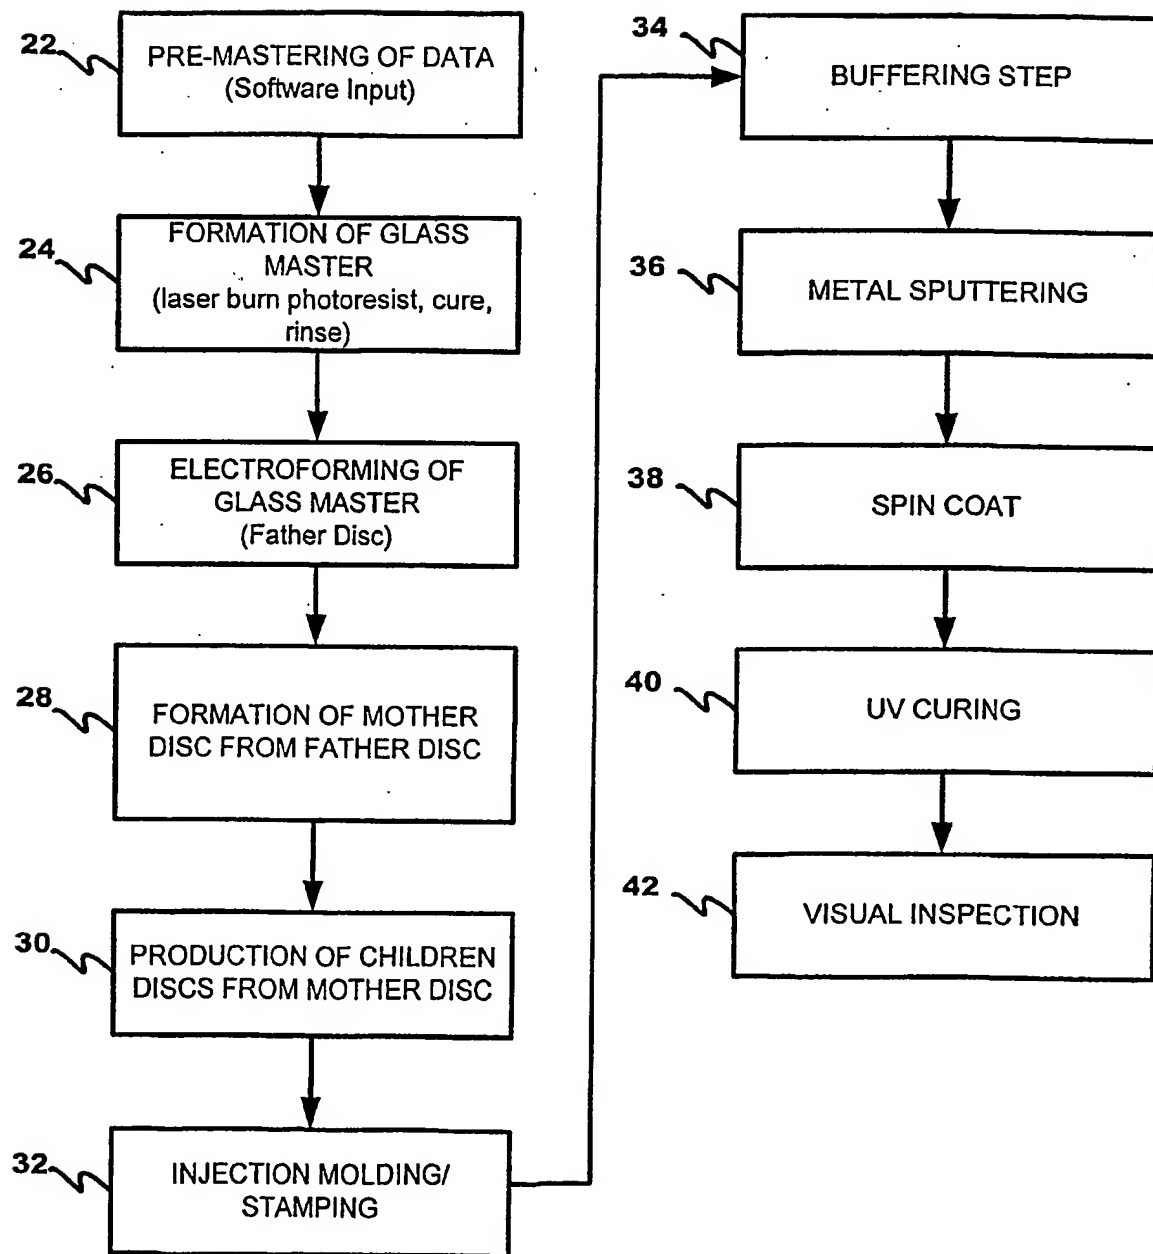 22
PRE-MASTERING OF DATA
(Software Input)
24
FORMATION OF GLASS
MASTER
(laser burn photoresist, cure,
rinse)
26
ELECTROFORMING OF
GLASS MASTER
(Father Disc)
28
FORMATION OF MOTHER
DISC FROM FATHER DISC
30
PRODUCTION OF CHILDREN
DISCS FROM MOTHER DISC
32
INJECTION MOLDING/
STAMPING
34
BUFFERING STEP
36
METAL SPUTTERING
38
SPIN COAT
40
UV CURING
42
VISUAL INSPECTION